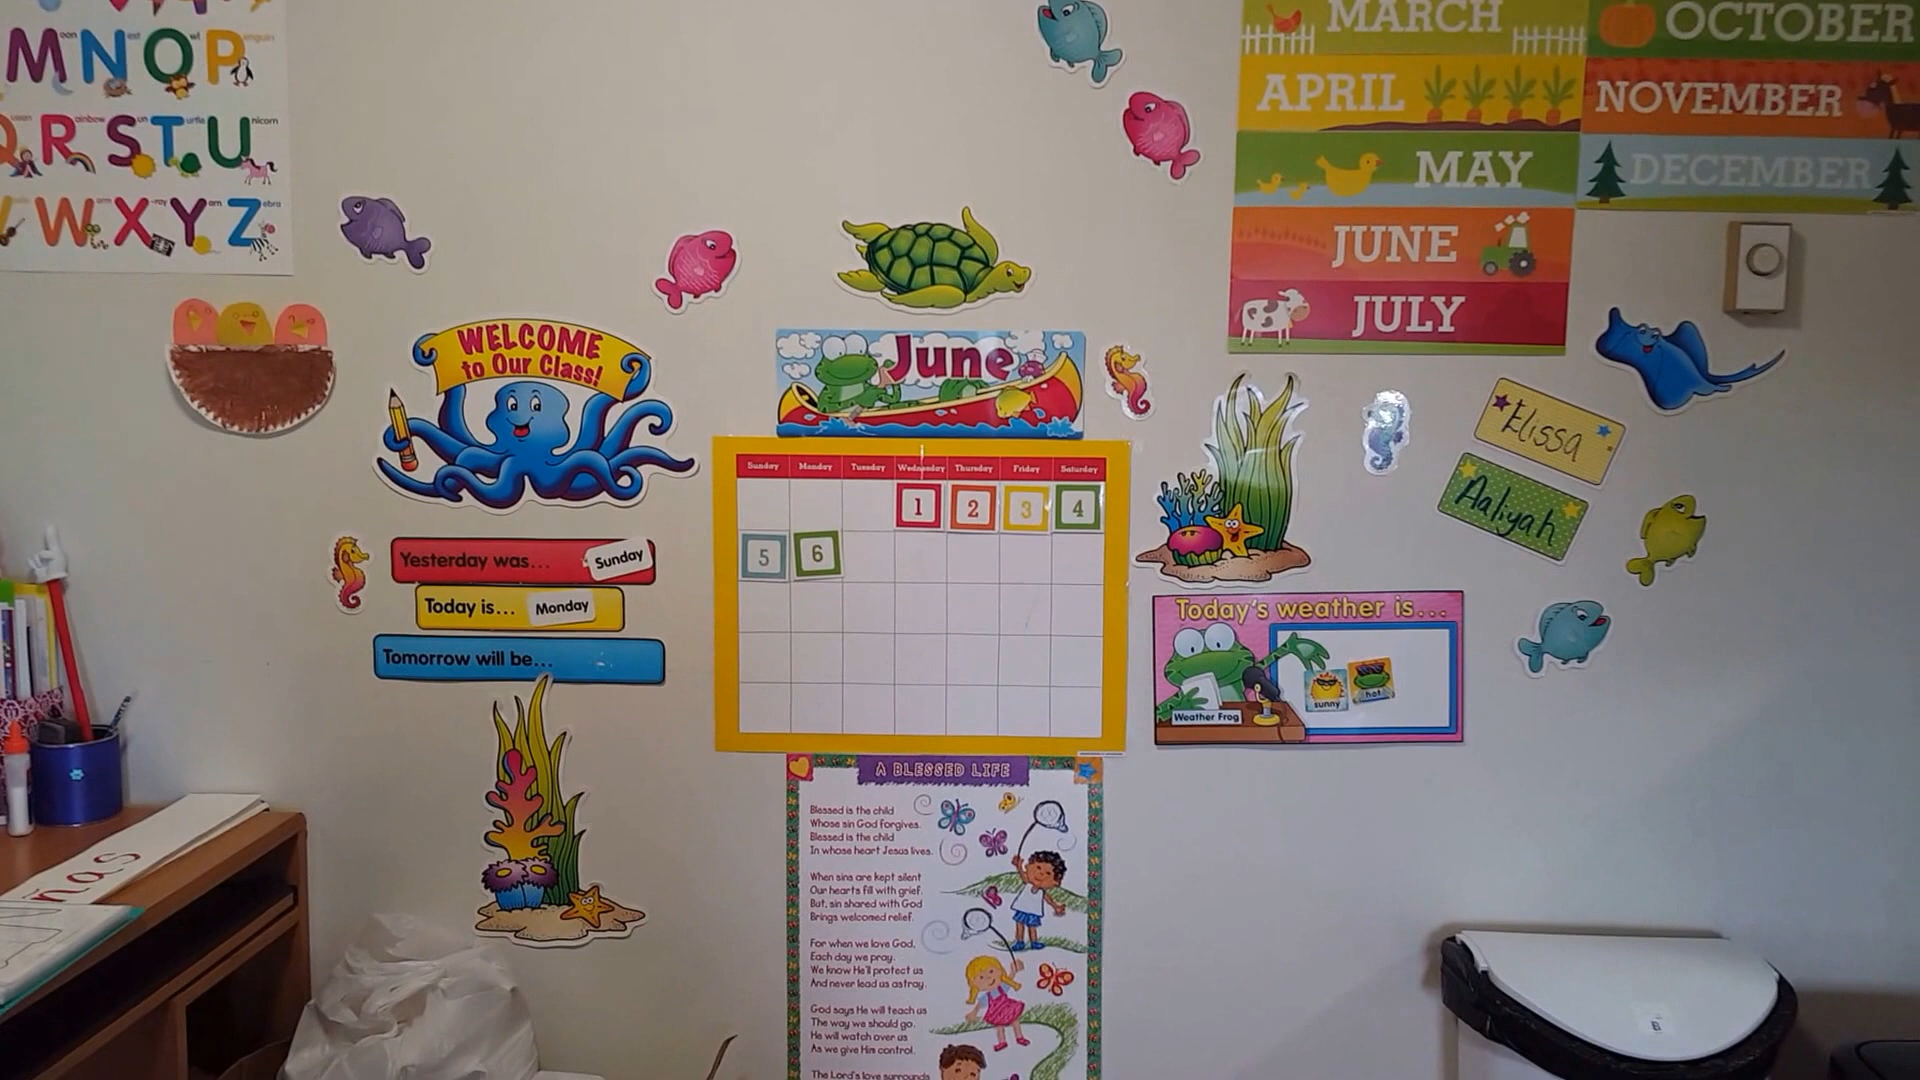 M N O P
R S T U
W X Y Z
MARCH
APRIL
MAY
JUNE
JULY
OCTOBER
NOVEMBER
DECEMBER
WELCOME
to Our Class!
June
Elissa
Aaliyah
Sunday Monday Tuesday Wednesday Thursday Friday Saturday
1 2 3 4
5 6
Yesterday was... Sunday
Today is... Monday
Tomorrow will be...
Today's weather is...
sunny hot
Weather Frog
ñas
A BLESSED LIFE
Blessed is the child
Whose sin God forgives.
Blessed is the child
In whose heart Jesus lives.
When sins are kept silent
Our hearts fill with grief.
But, sin shared with God
Brings welcomed relief.
For when we love God,
Each day we pray.
We know He'll protect us
And never lead us astray.
God says He will teach us
The way we should go.
He will watch over us
As we give Him control.
The Lord's love surrounds